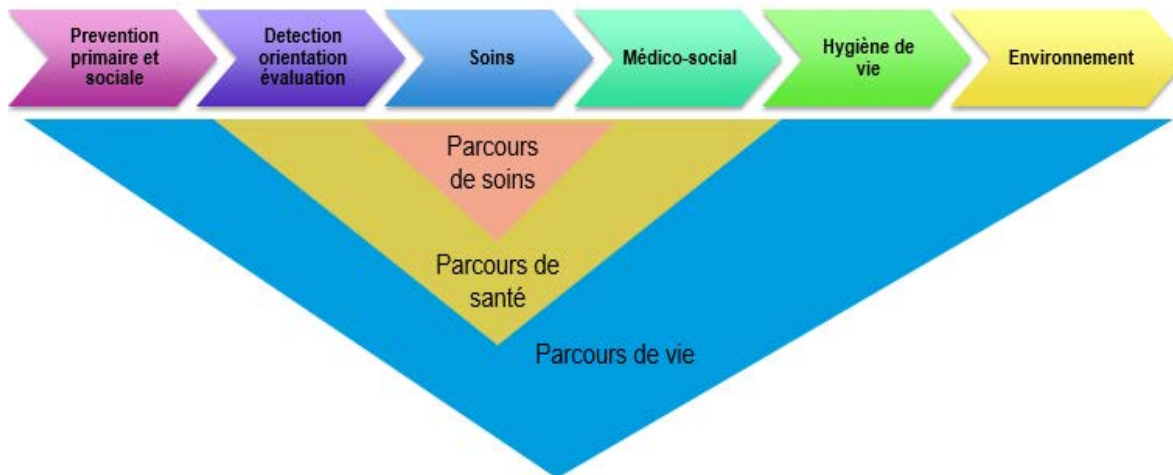 Prevention
primaire et
sociale
Detection
orientation
évaluation
Soins
Médico-social
Hygiène de
vie
Environnement
Parcours
de soins
Parcours de
santé
Parcours de vie